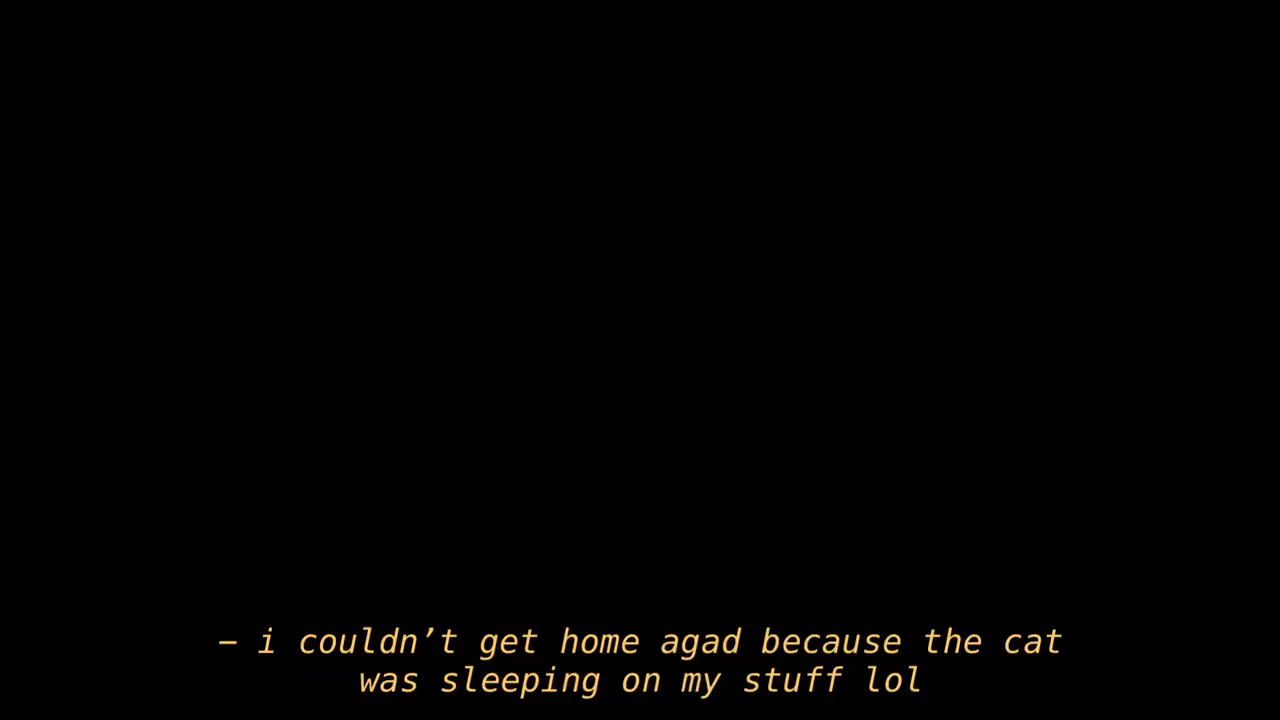 – i couldn’t get home agad because the cat
was sleeping on my stuff lol